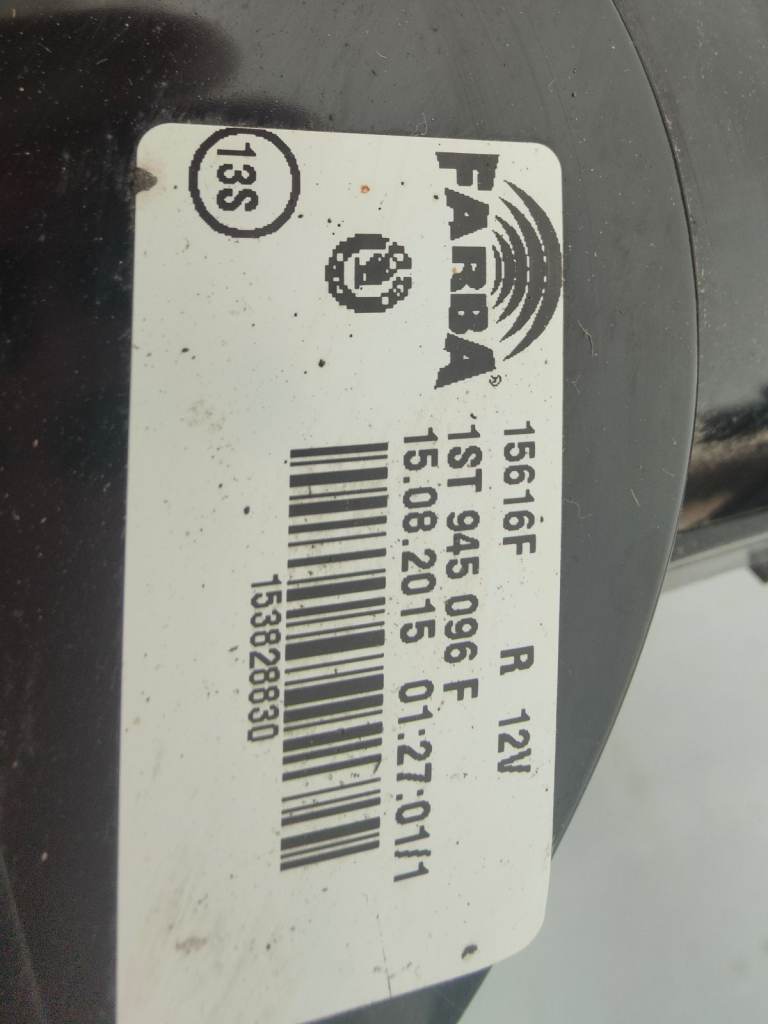 FARBA®
15616F R 12V
1ST 945 096 F
15.08.2015 01:27:01/1
153828830
13S